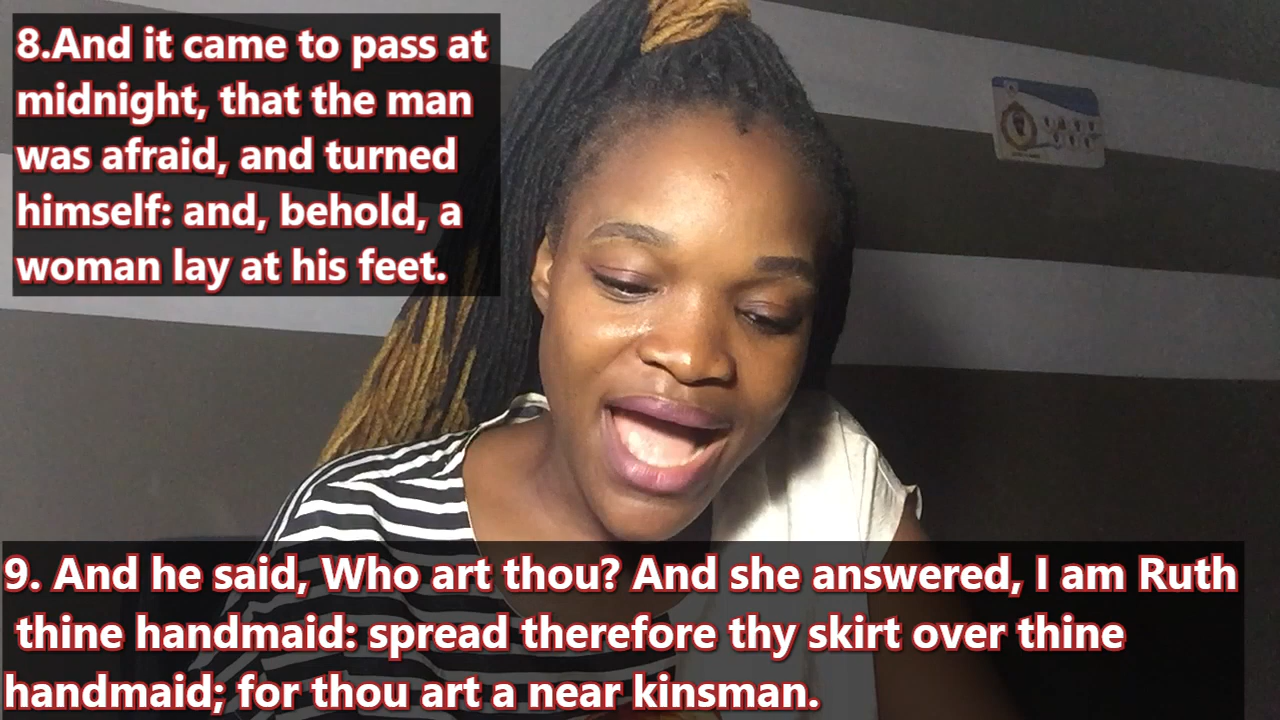 8.And it came to pass at
midnight, that the man
was afraid, and turned
himself: and, behold, a
woman lay at his feet.
9. And he said, Who art thou? And she answered, I am Ruth
thine handmaid: spread therefore thy skirt over thine
handmaid; for thou art a near kinsman.